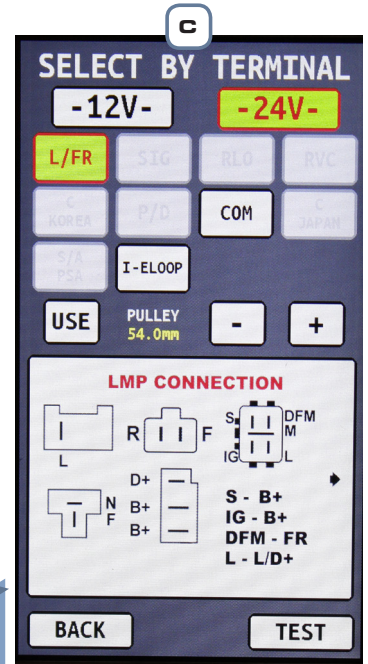 C
SELECT BY TERMINAL
-12V- -24V-
L/FR SIG RLO RVC
C KOREA P/D COM C JAPAN
S/A PSA I-ELOOP
USE PULLEY 54.0mm - +
LMP CONNECTION
L
R F
S DFM
M
IG L
N
F
D+
B+
B+
S - B+
IG - B+
DFM - FR
L - L/D+
BACK TEST